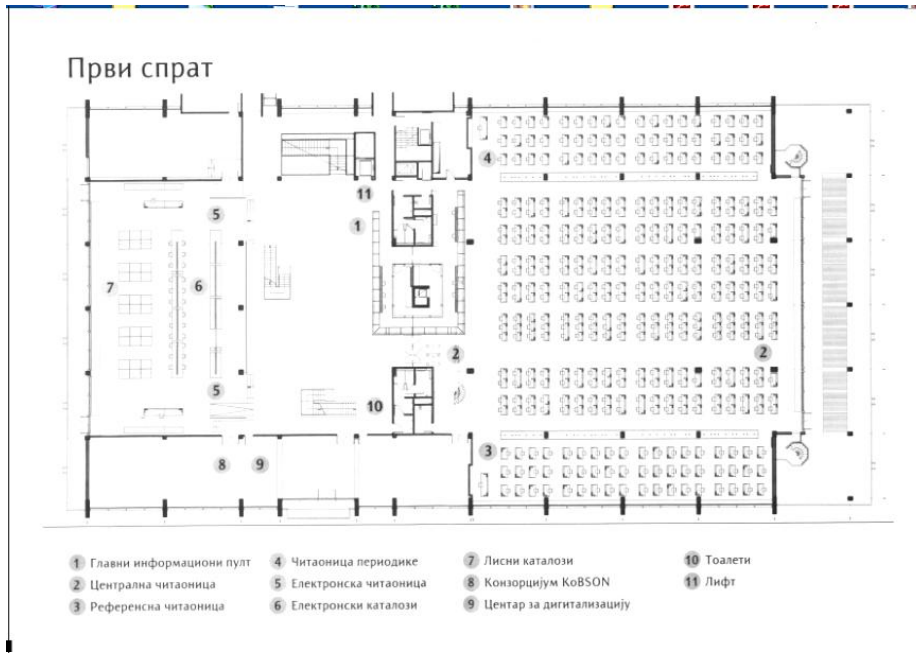 Први спрат
4
11
5
1
7
6
2
2
5
10
3
8
9
1 Главни информациони пулт
2 Централна читаоница
3 Референсна читаоница
4 Читаоница периодике
5 Електронска читаоница
6 Електронски каталози
7 Лисни каталози
8 Конзорцијум KoBSON
9 Центар за дигитализацију
10 Тоалети
11 Лифт